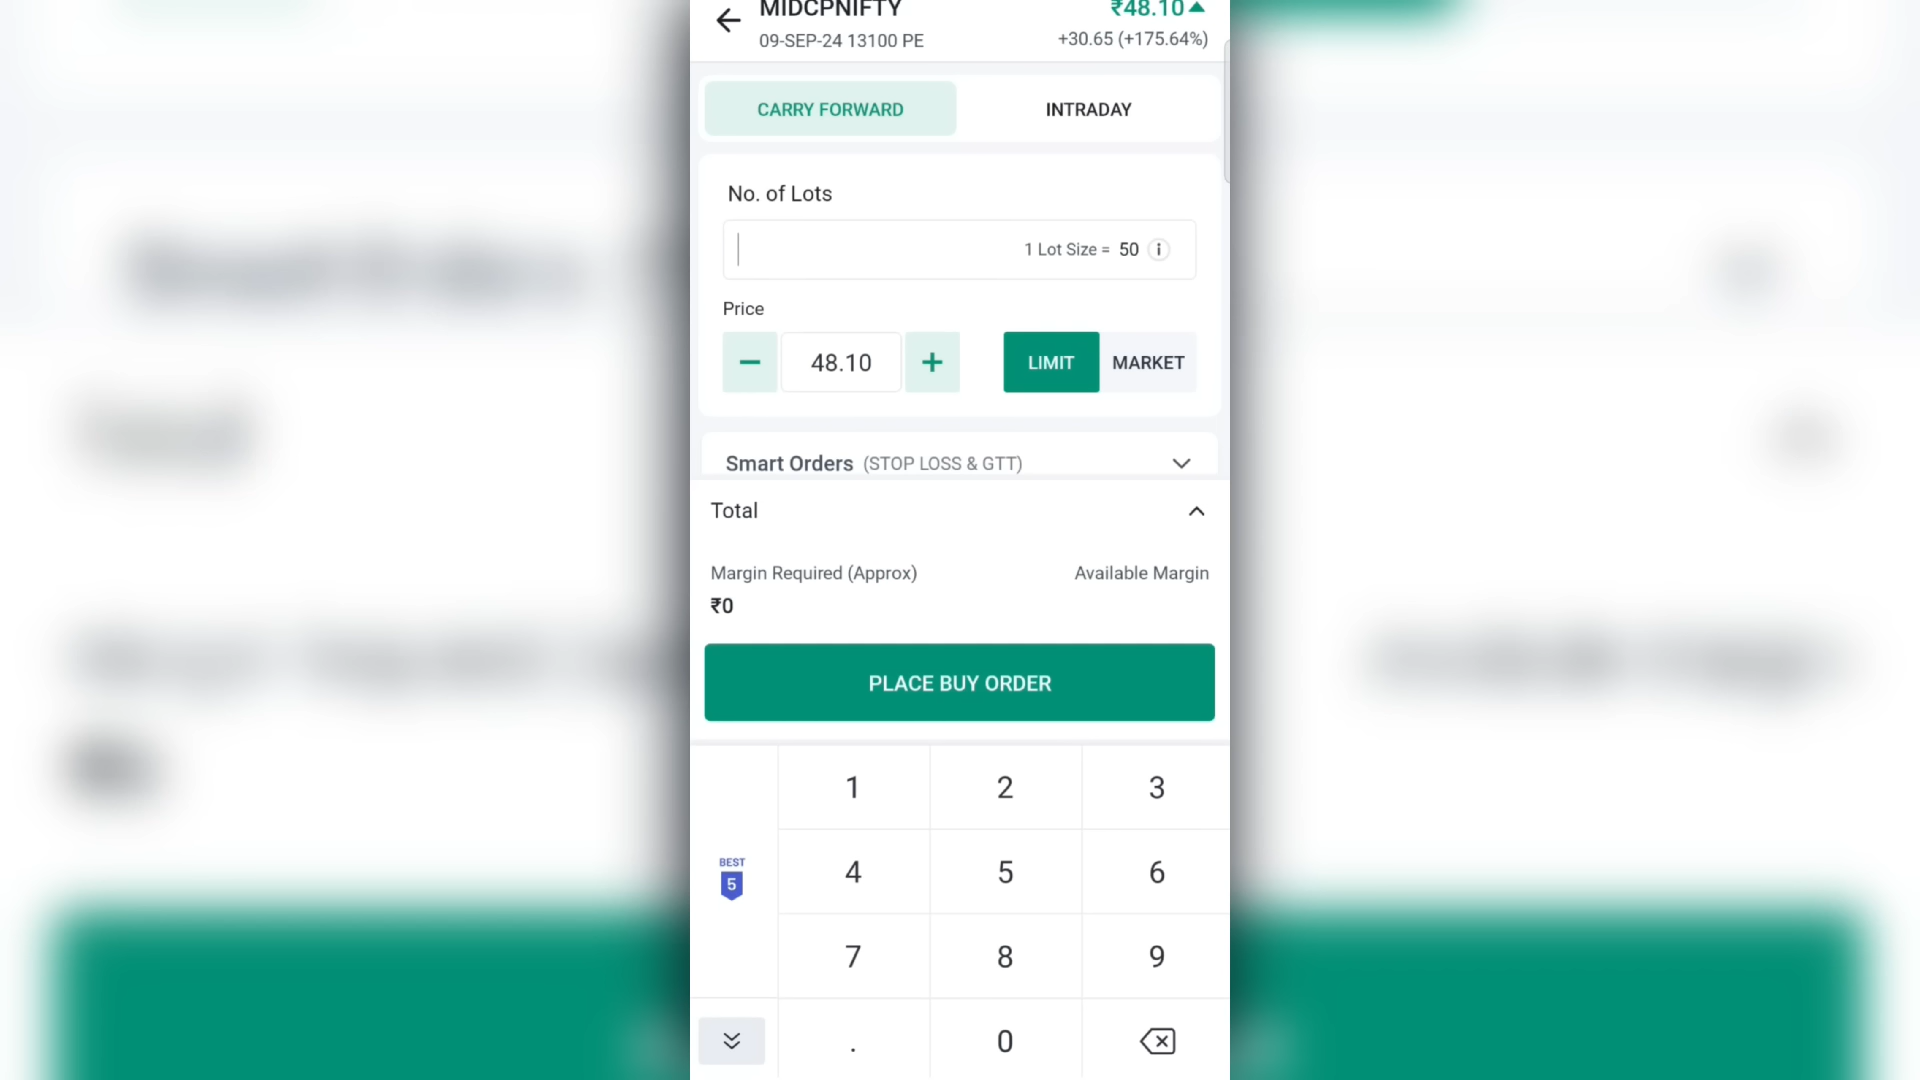 MIDCPNIFTY ₹48.10
09-SEP-24 13100 PE +30.65 (+175.64%)
CARRY FORWARD INTRADAY
No. of Lots
1 Lot Size = 50
Price
48.10 LIMIT MARKET
Smart Orders (STOP LOSS & GTT)
Total
Margin Required (Approx) Available Margin
₹0
PLACE BUY ORDER
1 2 3
BEST
5
4 5 6
7 8 9
. 0